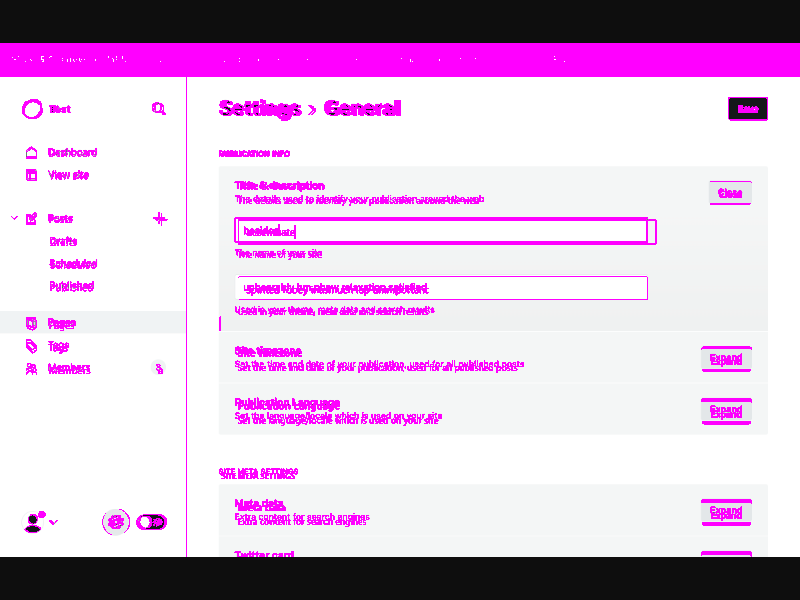 Test
Settings › General
Save
Dashboard
View site
Posts
Drafts
Scheduled
Published
Pages
Tags
Members
PUBLICATION INFO
Title & description
Close
The details used to identify your publication around the web
The name of your site
Used in your theme, meta data and search results
Site timezone
Set the time and date of your publication, used for all published posts
Expand
Publication Language
Set the language/locale which is used on your site
Expand
SITE META SETTINGS
Meta data
Extra content for search engines
Expand
Twitter card